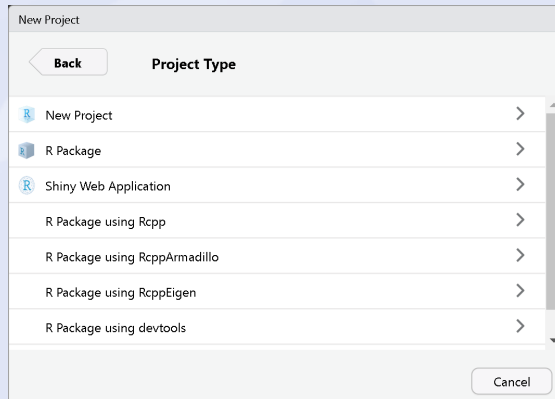 New Project
Back
Project Type
R New Project
R R Package
R Shiny Web Application
R Package using Rcpp
R Package using RcppArmadillo
R Package using RcppEigen
R Package using devtools
Cancel